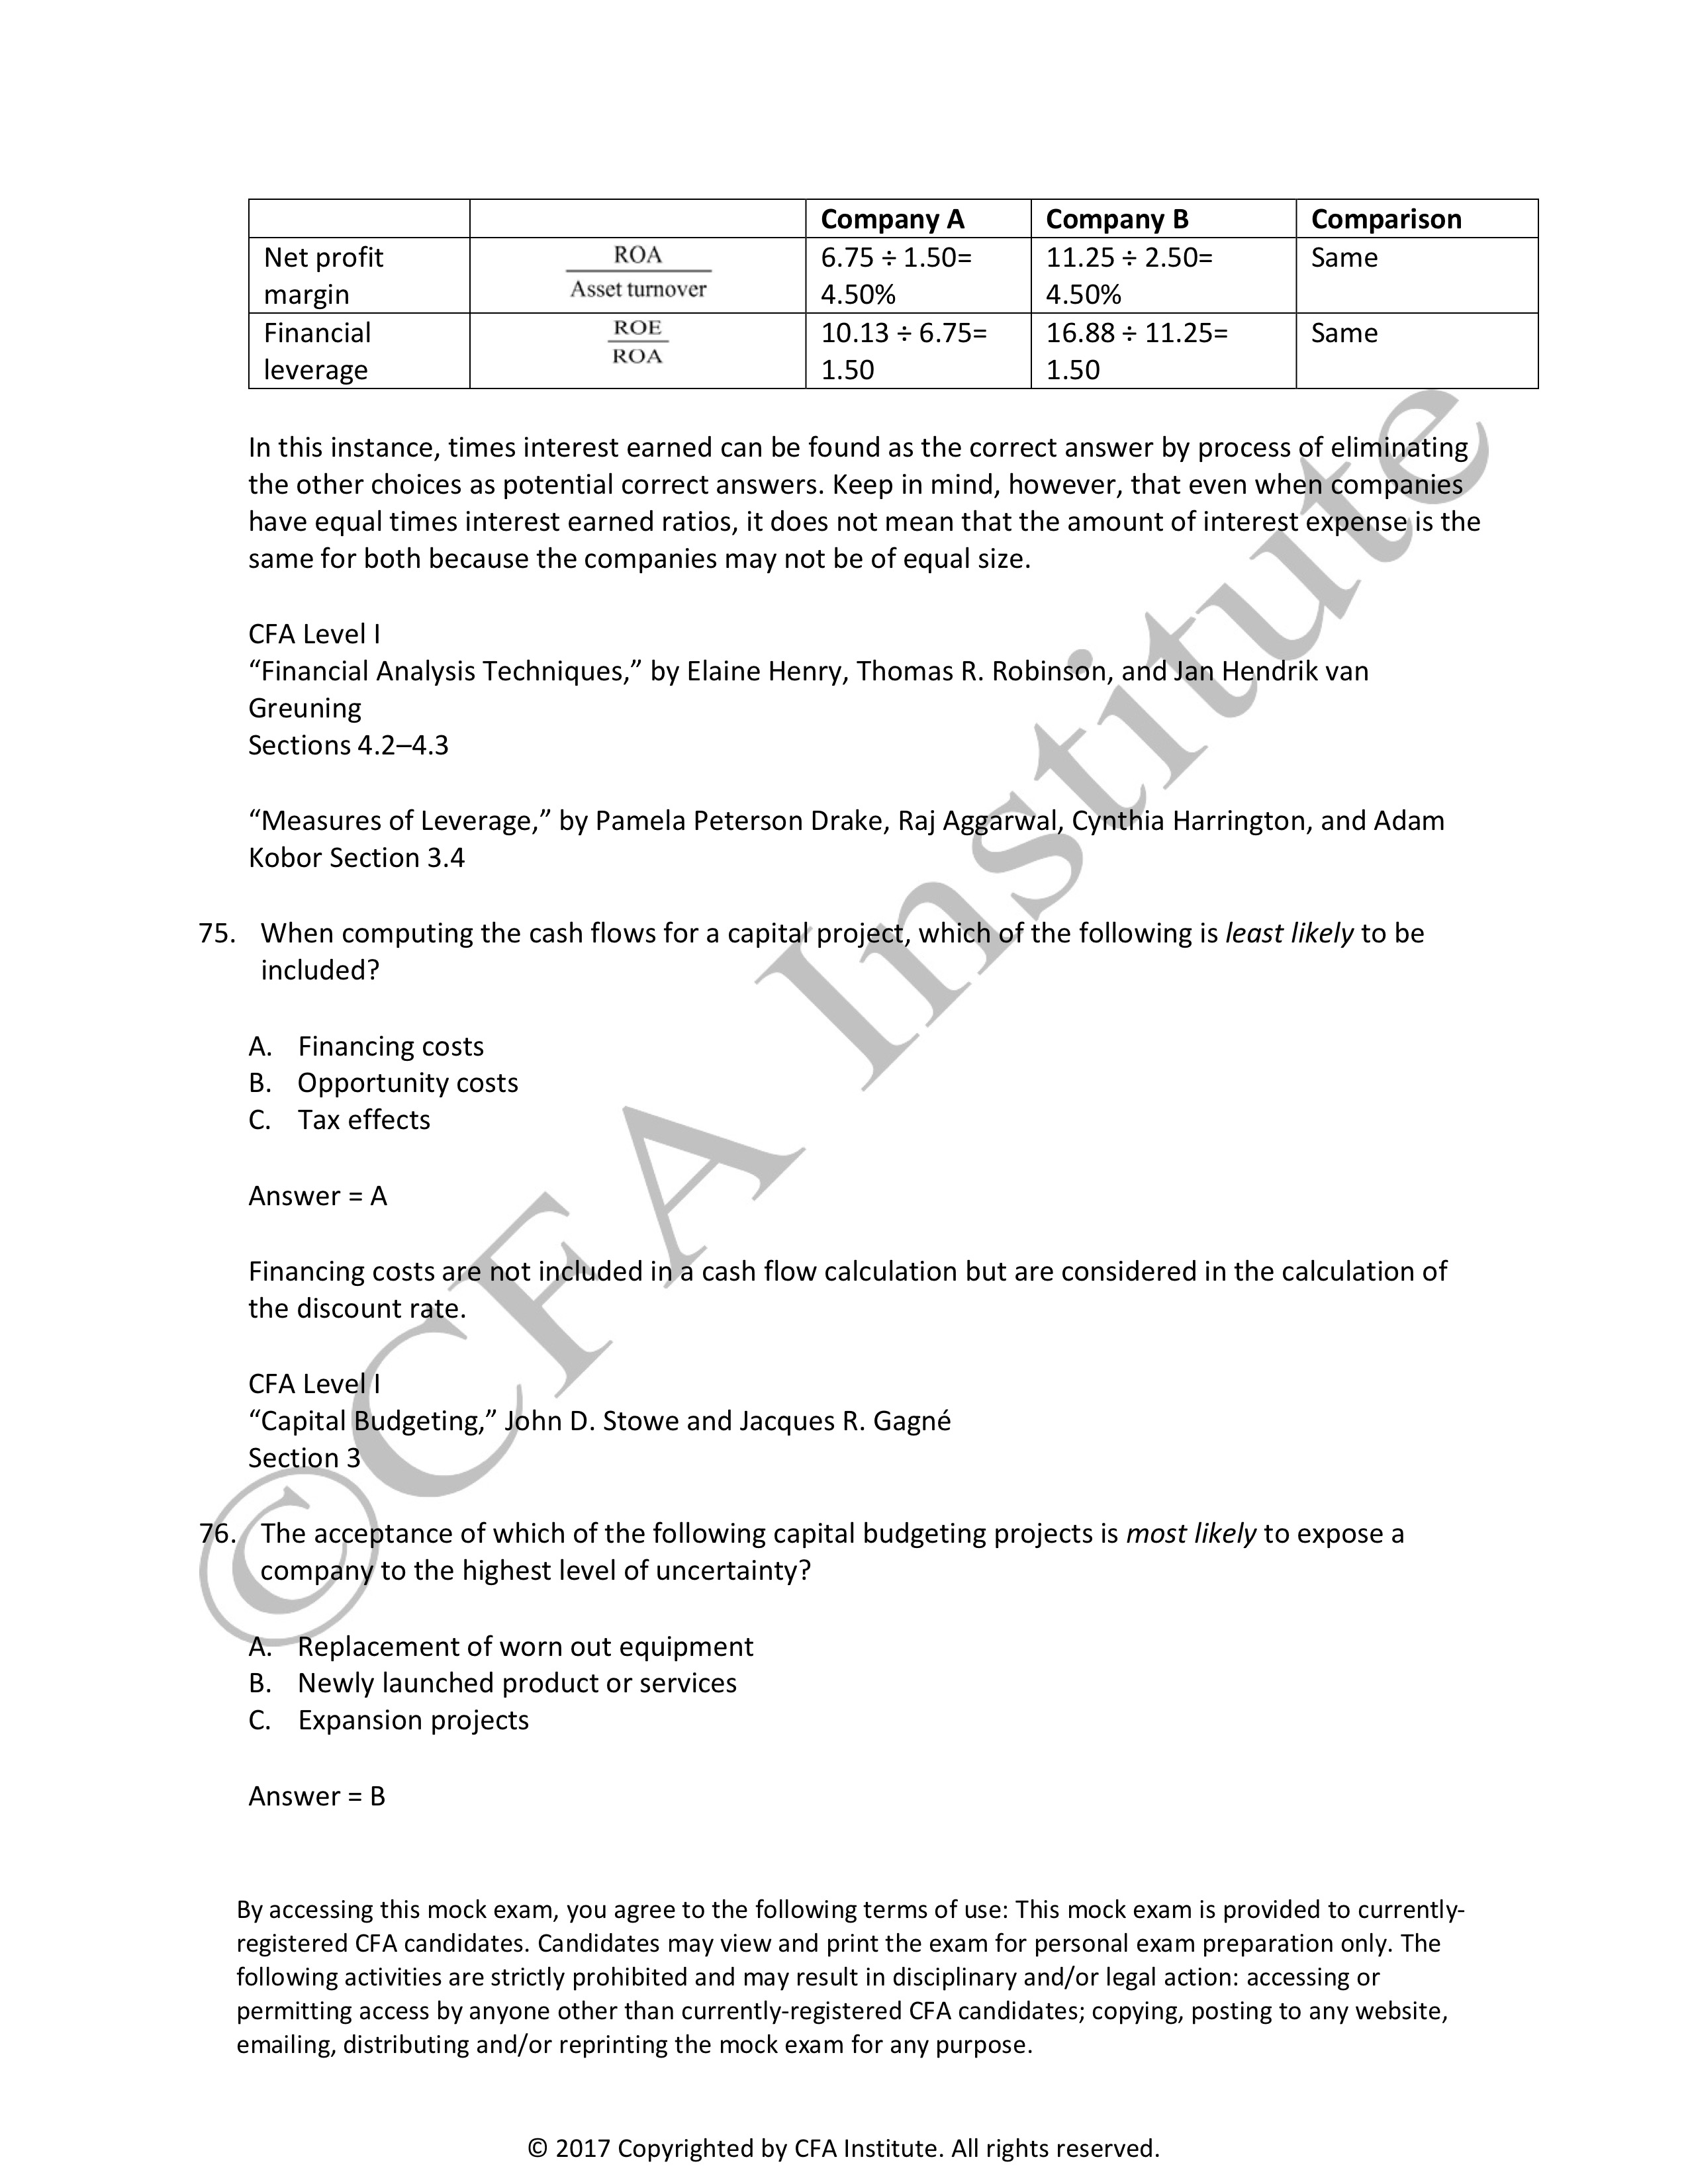 Company A Company B Comparison
Net profit margin ROA / Asset turnover 6.75 ÷ 1.50= 4.50% 11.25 ÷ 2.50= 4.50% Same
Financial leverage ROE / ROA 10.13 ÷ 6.75= 1.50 16.88 ÷ 11.25= 1.50 Same
In this instance, times interest earned can be found as the correct answer by process of eliminating
the other choices as potential correct answers. Keep in mind, however, that even when companies
have equal times interest earned ratios, it does not mean that the amount of interest expense is the
same for both because the companies may not be of equal size.
CFA Level I
“Financial Analysis Techniques,” by Elaine Henry, Thomas R. Robinson, and Jan Hendrik van
Greuning
Sections 4.2–4.3
“Measures of Leverage,” by Pamela Peterson Drake, Raj Aggarwal, Cynthia Harrington, and Adam
Kobor Section 3.4
75. When computing the cash flows for a capital project, which of the following is least likely to be
included?
A. Financing costs
B. Opportunity costs
C. Tax effects
Answer = A
Financing costs are not included in a cash flow calculation but are considered in the calculation of
the discount rate.
CFA Level I
“Capital Budgeting,” John D. Stowe and Jacques R. Gagné
Section 3
76. The acceptance of which of the following capital budgeting projects is most likely to expose a
company to the highest level of uncertainty?
A. Replacement of worn out equipment
B. Newly launched product or services
C. Expansion projects
Answer = B
By accessing this mock exam, you agree to the following terms of use: This mock exam is provided to currently-
registered CFA candidates. Candidates may view and print the exam for personal exam preparation only. The
following activities are strictly prohibited and may result in disciplinary and/or legal action: accessing or
permitting access by anyone other than currently-registered CFA candidates; copying, posting to any website,
emailing, distributing and/or reprinting the mock exam for any purpose.
© 2017 Copyrighted by CFA Institute. All rights reserved.
©CFA Institute